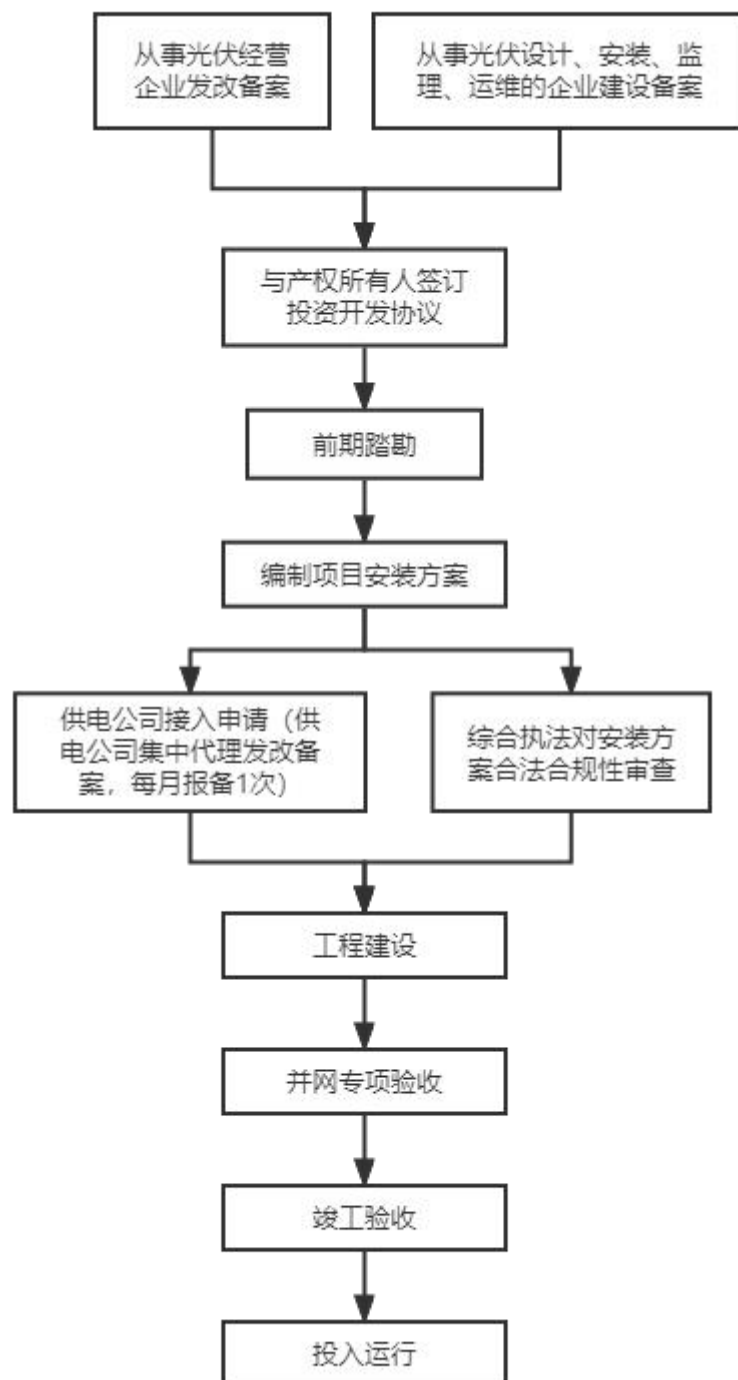 从事光伏经营
企业发改备案
从事光伏设计、安装、监
理、运维的企业建设备案
与产权所有人签订
投资开发协议
前期踏勘
编制项目安装方案
供电公司接入申请（供
电公司集中代理发改备
案，每月报备1次）
综合执法对安装方
案合法合规性审查
工程建设
并网专项验收
竣工验收
投入运行